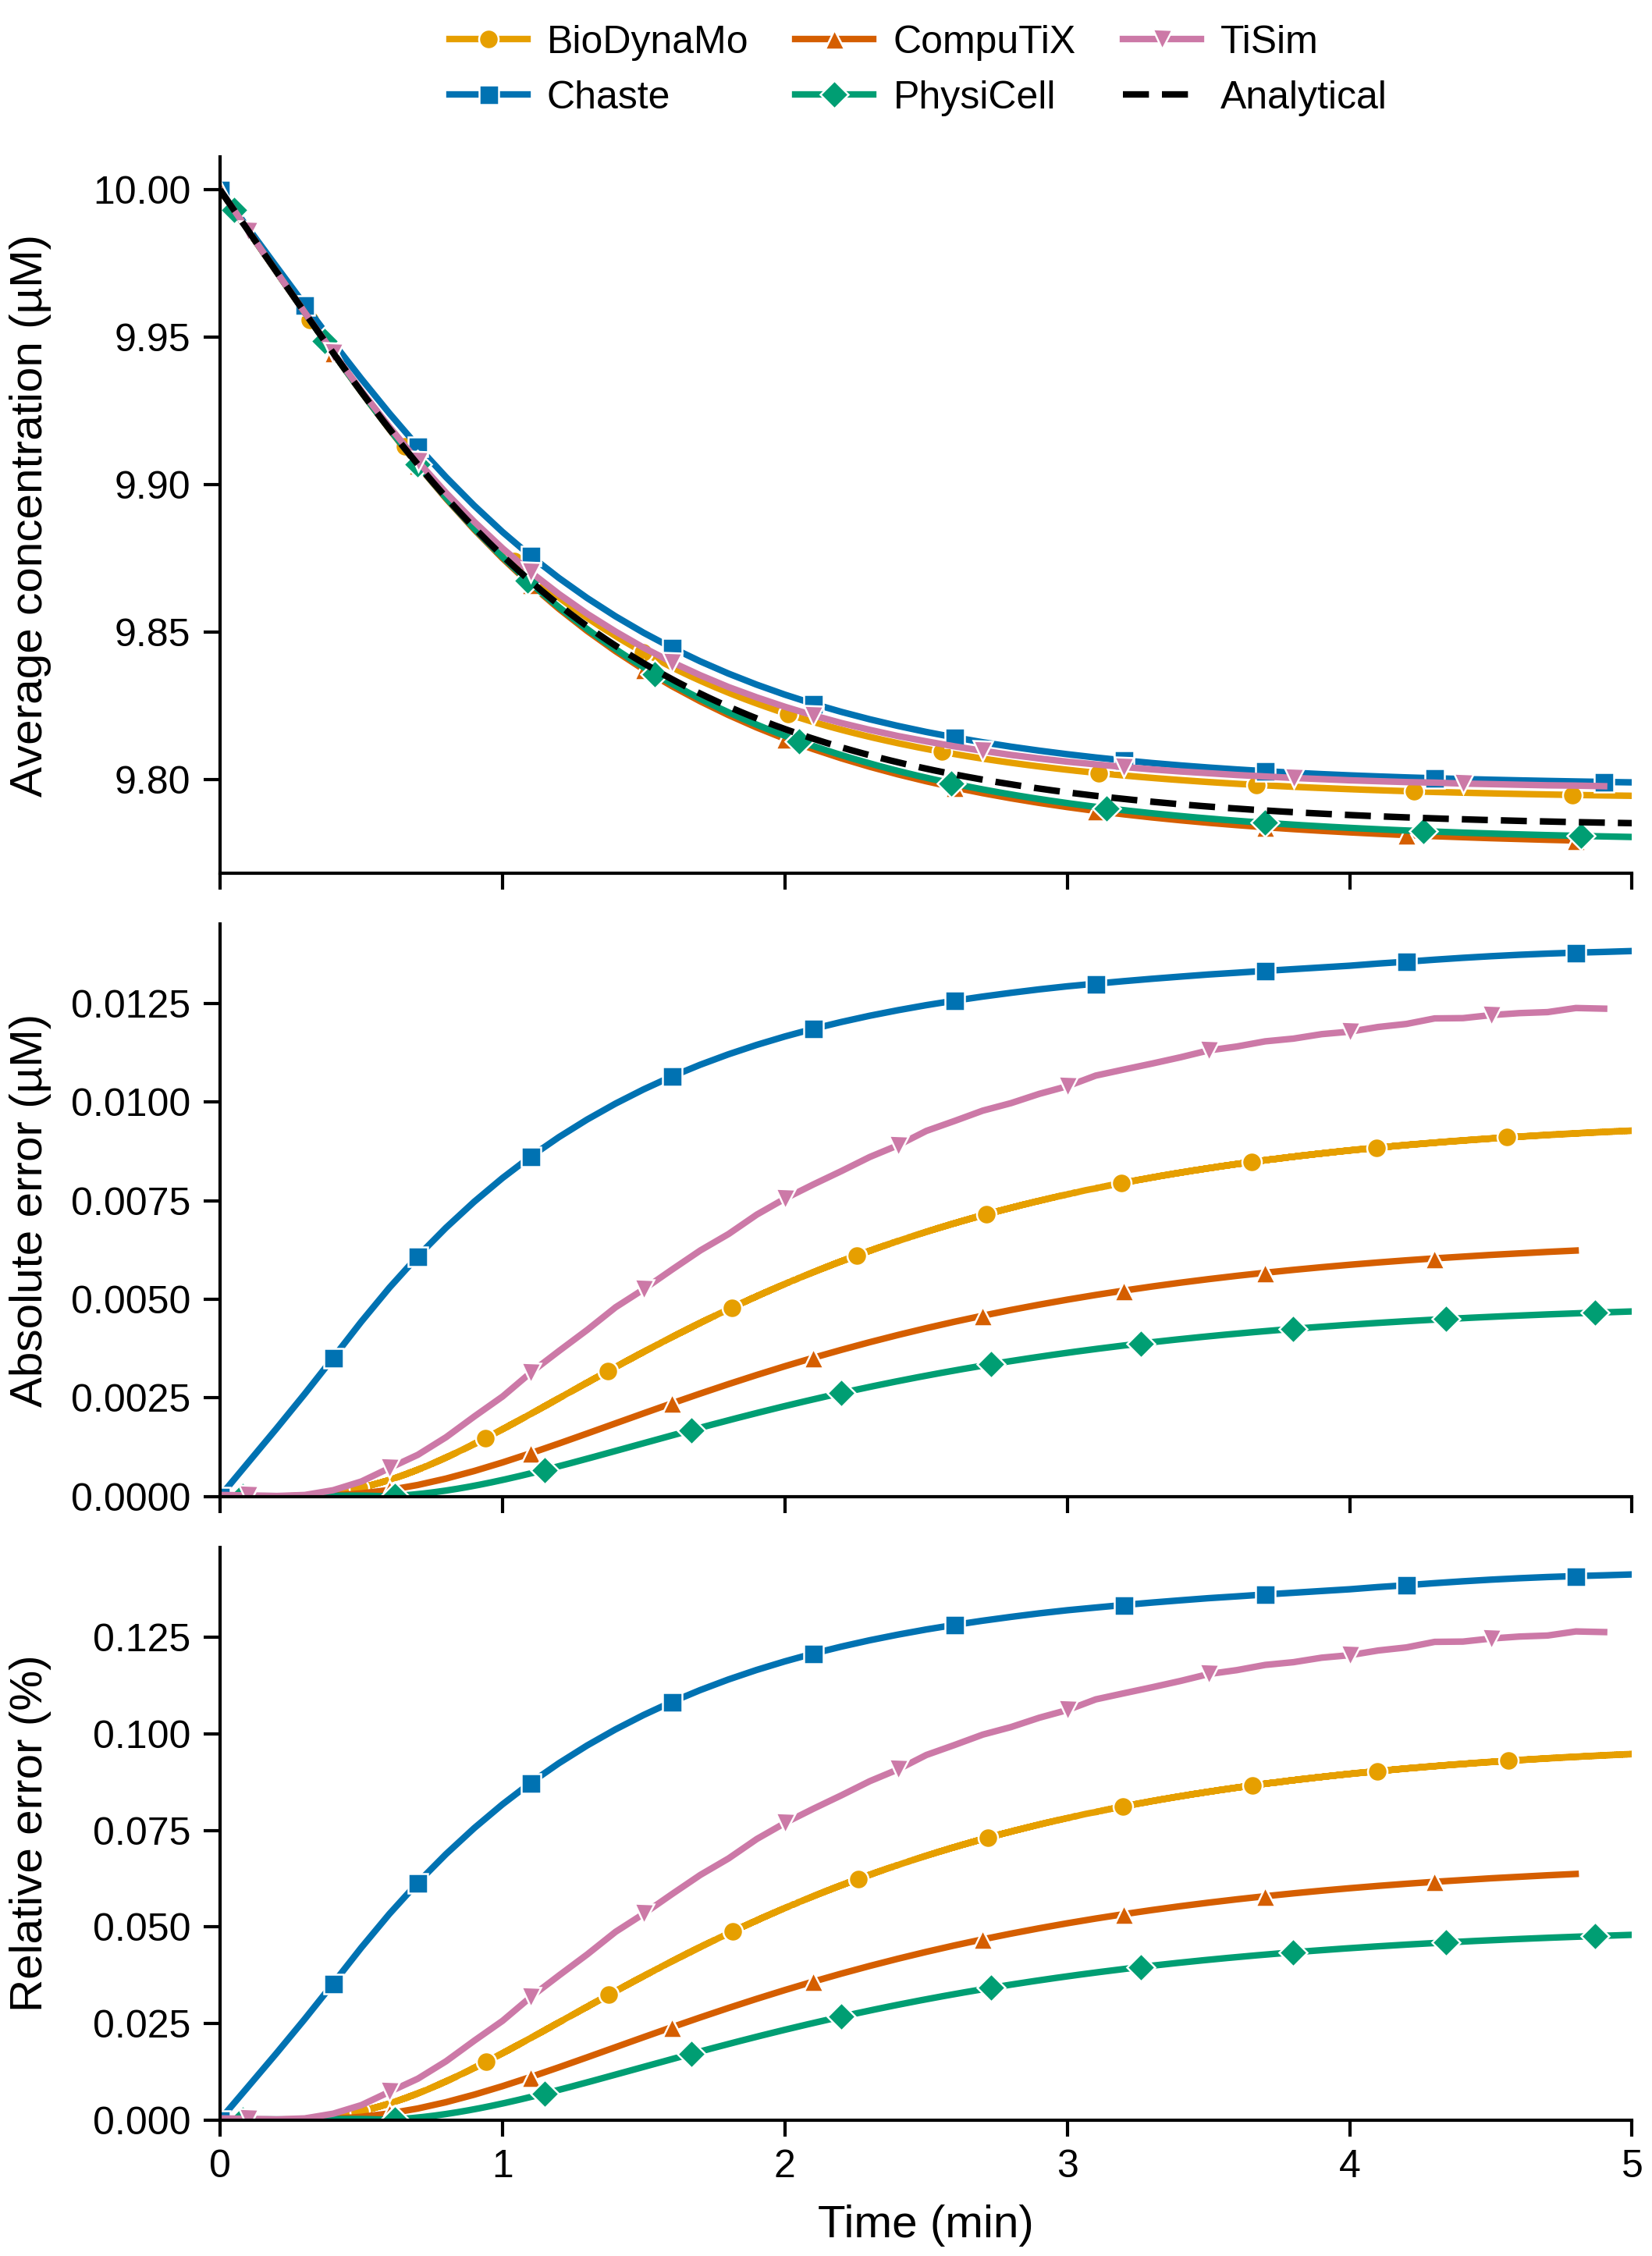 BioDynaMo CompuTiX TiSim
Chaste PhysiCell Analytical
Average concentration (µM)
10.00
9.95
9.90
9.85
9.80
Absolute error (µM)
0.0125
0.0100
0.0075
0.0050
0.0025
0.0000
Relative error (%)
0.125
0.100
0.075
0.050
0.025
0.000
0 1 2 3 4 5
Time (min)